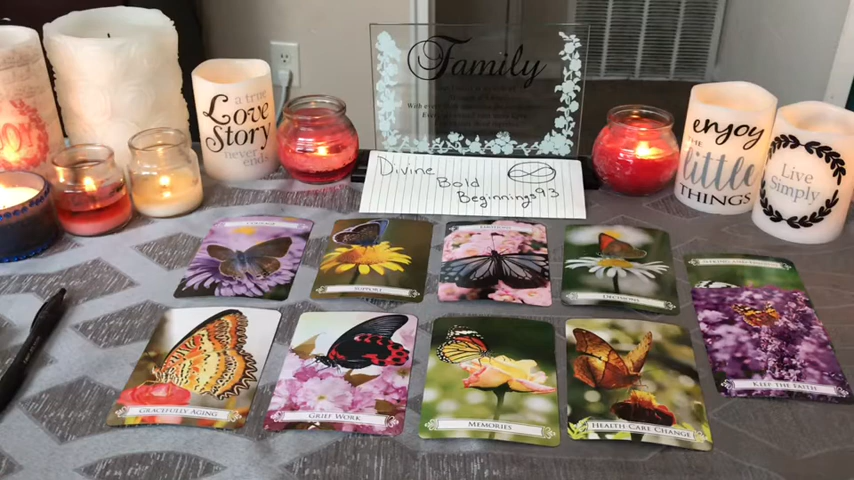 Family
a true
Love
Story
never
ends
enjoy
THE
little
THINGS
Live
Simply
Divine
Bold
Beginnings93
SUPPORT
DECISIONS
KEEP THE FAITH
GRACEFULLY AGING
GRIEF WORK
MEMORIES
HEALTH CARE CHANGE